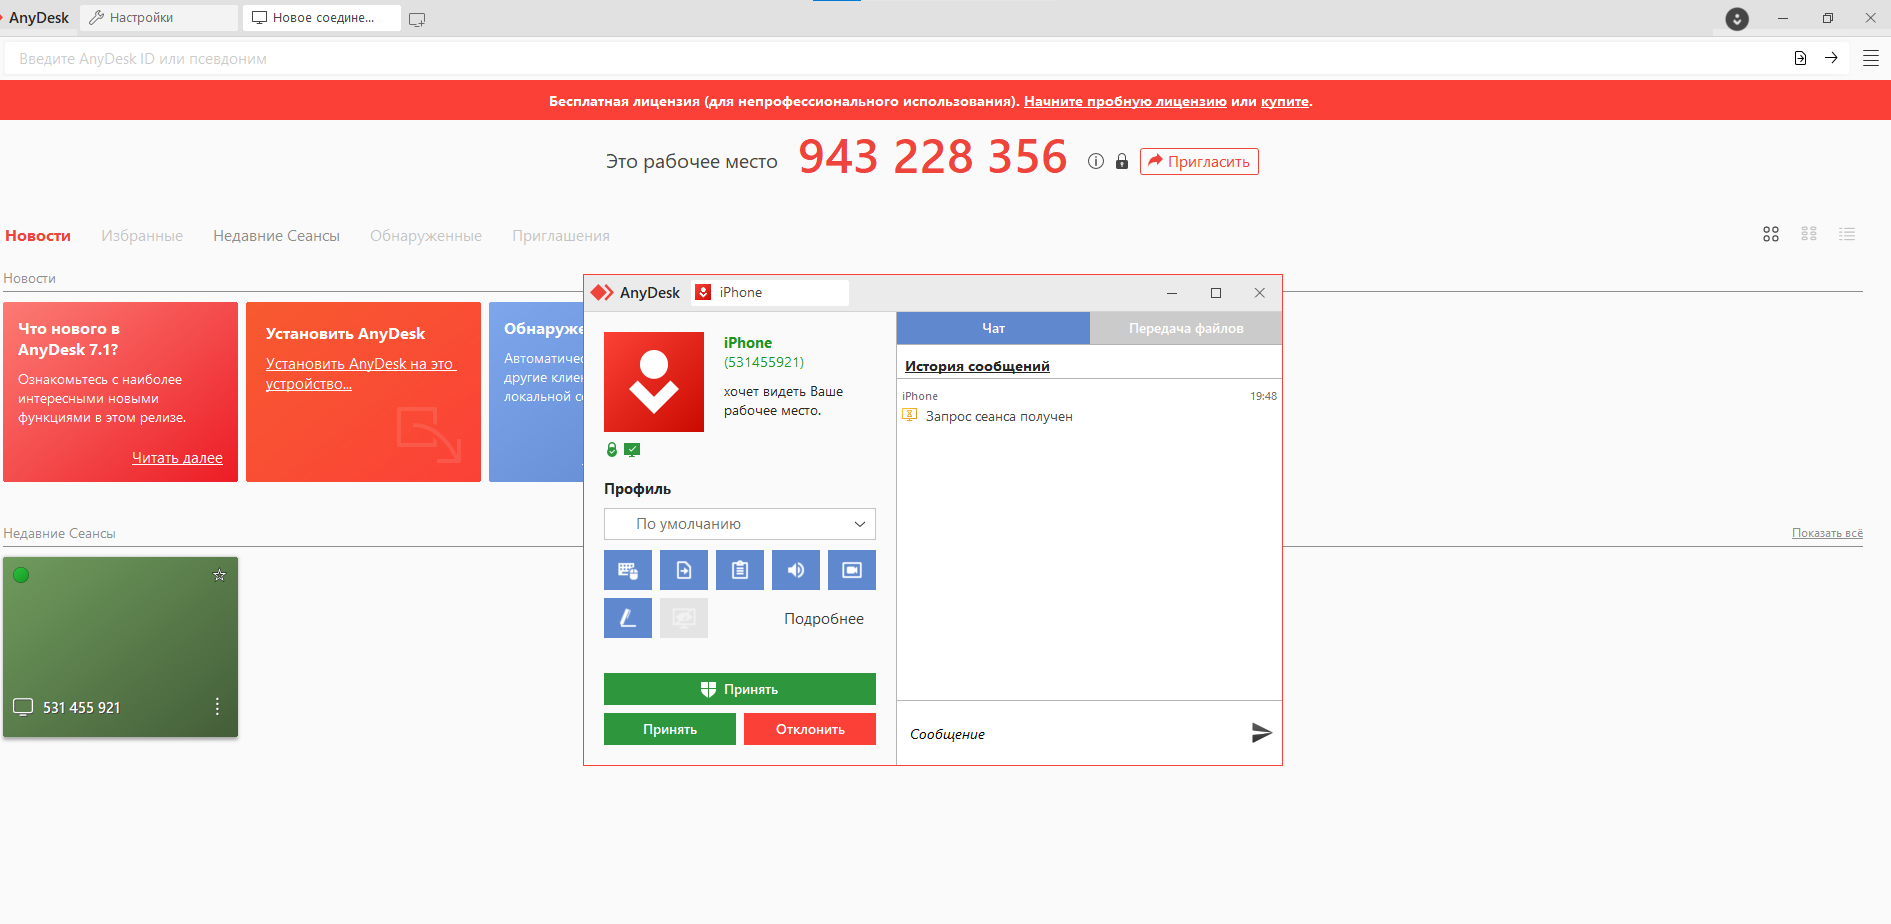 AnyDesk
Настройки
Новое соедине...
Введите AnyDesk ID или псевдоним
Бесплатная лицензия (для непрофессионального использования). Начните пробную лицензию или купите.
Это рабочее место 943 228 356 Пригласить
Новости Избранные Недавние Сеансы Обнаруженные Приглашения
Новости
Что нового в
AnyDesk 7.1?
Ознакомьтесь с наиболее
интересными новыми
функциями в этом релизе.
Читать далее
Установить AnyDesk
Установить AnyDesk на это
устройство...
Обнаруже
Автоматичес
другие клие
локальной с
AnyDesk iPhone
iPhone
(531455921)
хочет видеть Ваше
рабочее место.
Профиль
По умолчанию
Подробнее
Принять
Принять Отклонить
Чат Передача файлов
История сообщений
iPhone 19:48
Запрос сеанса получен
Сообщение
Недавние Сеансы Показать всё
531 455 921